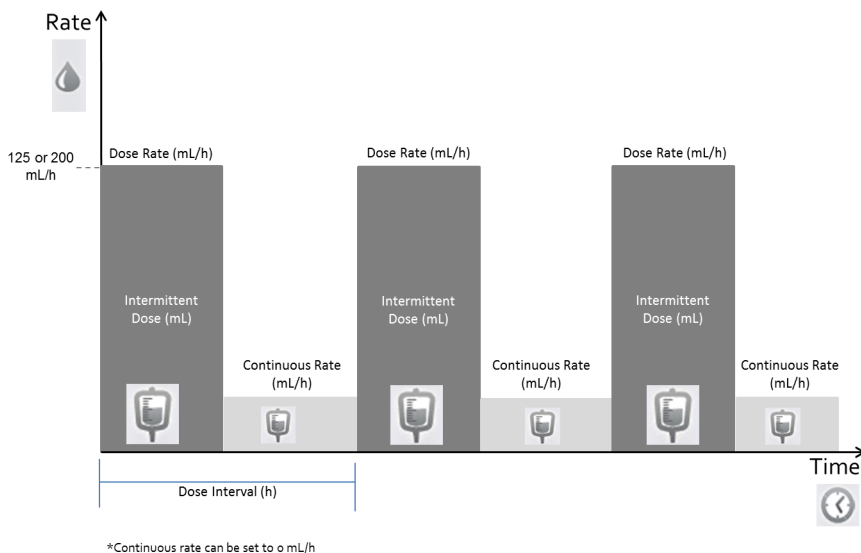 Rate
125 or 200
mL/h
Dose Rate (mL/h)
Dose Rate (mL/h)
Dose Rate (mL/h)
Intermittent
Dose (mL)
Intermittent
Dose (mL)
Intermittent
Dose (mL)
Continuous Rate
(mL/h)
Continuous Rate
(mL/h)
Continuous Rate
(mL/h)
Time
Dose Interval (h)
*Continuous rate can be set to 0 mL/h